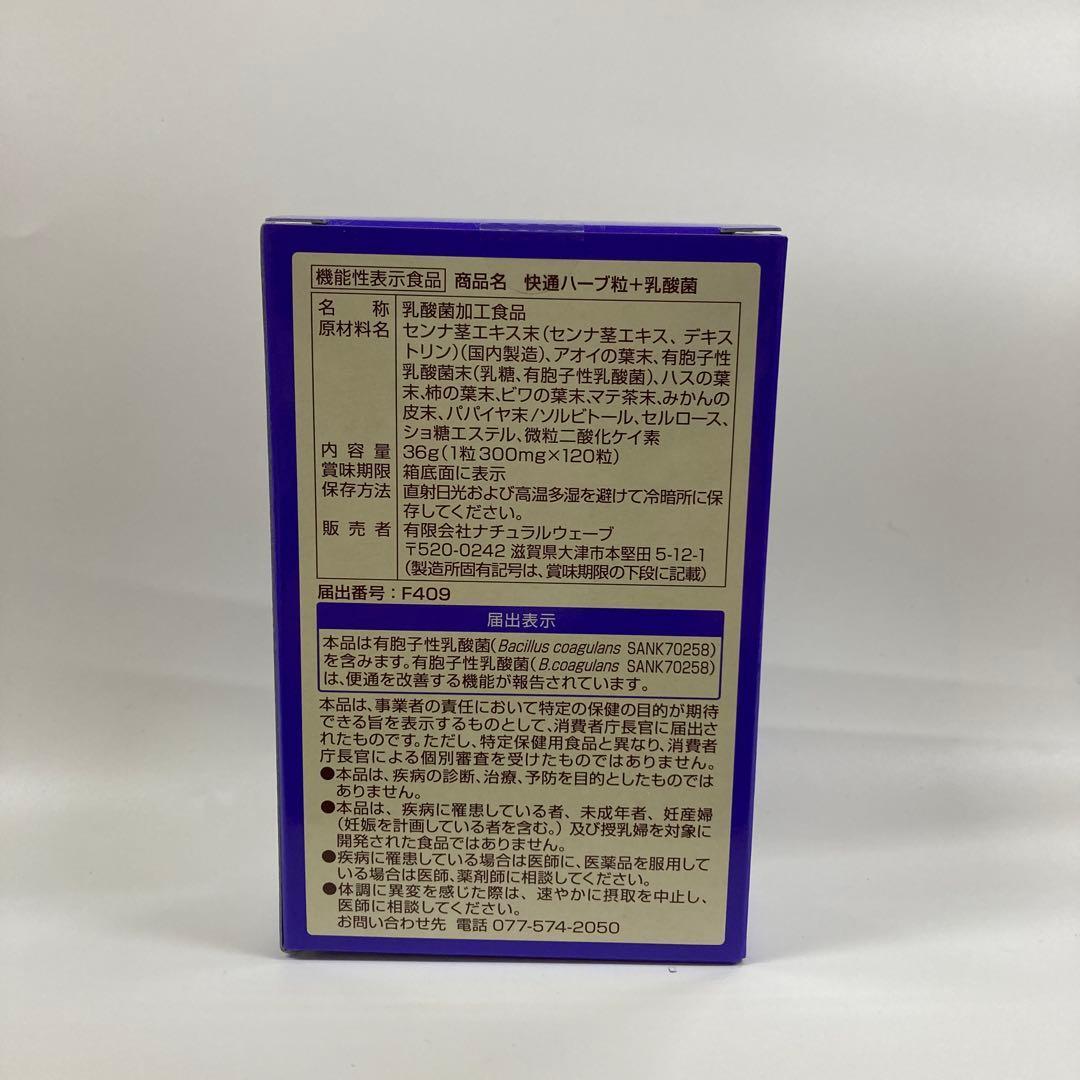 機能性表示食品 商品名 快通ハーブ粒+乳酸菌
名称 乳酸菌加工食品
原材料名 センナ茎エキス末(センナ茎エキス、デキス
トリン)(国内製造)、アオイの葉末、有胞子性
乳酸菌末(乳糖、有胞子性乳酸菌)、ハスの葉
末、柿の葉末、ビワの葉末、マテ茶末、みかんの
皮末、パパイヤ末/ソルビトール、セルロース、
ショ糖エステル、微粒二酸化ケイ素
内容量 36g(1粒300mg×120粒)
賞味期限 箱底面に表示
保存方法 直射日光および高温多湿を避けて冷暗所に保
存してください。
販売者 有限会社ナチュラルウェーブ
〒520-0242 滋賀県大津市本堅田5-12-1
(製造所固有記号は、賞味期限の下段に記載)
届出番号:F409
届出表示
本品は有胞子性乳酸菌(Bacillus coagulans SANK70258)
を含みます。有胞子性乳酸菌(B.coagulans SANK70258)
は、便通を改善する機能が報告されています。
本品は、事業者の責任において特定の保健の目的が期待
できる旨を表示するものとして、消費者庁長官に届出さ
れたものです。ただし、特定保健用食品と異なり、消費者
庁長官による個別審査を受けたものではありません。
●本品は、疾病の診断、治療、予防を目的としたものでは
ありません。
●本品は、疾病に罹患している者、未成年者、妊産婦
(妊娠を計画している者を含む。)及び授乳婦を対象に
開発された食品ではありません。
●疾病に罹患している場合は医師に、医薬品を服用して
いる場合は医師、薬剤師に相談してください。
●体調に異変を感じた際は、速やかに摂取を中止し、
医師に相談してください。
お問い合わせ先 電話 077-574-2050